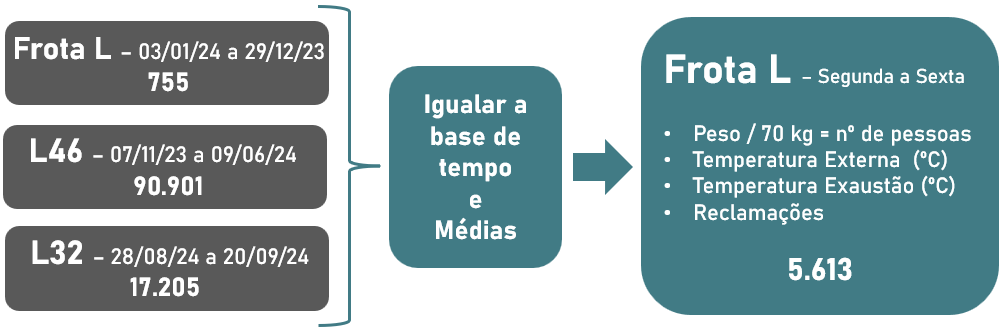 Frota L – 03/01/24 a 29/12/23
755
L46 – 07/11/23 a 09/06/24
90.901
L32 – 28/08/24 a 20/09/24
17.205
Igualar a
base de
tempo
e
Médias
Frota L – Segunda a Sexta
• Peso / 70 kg = nº de pessoas
• Temperatura Externa (ºC)
• Temperatura Exaustão (ºC)
• Reclamações
5.613